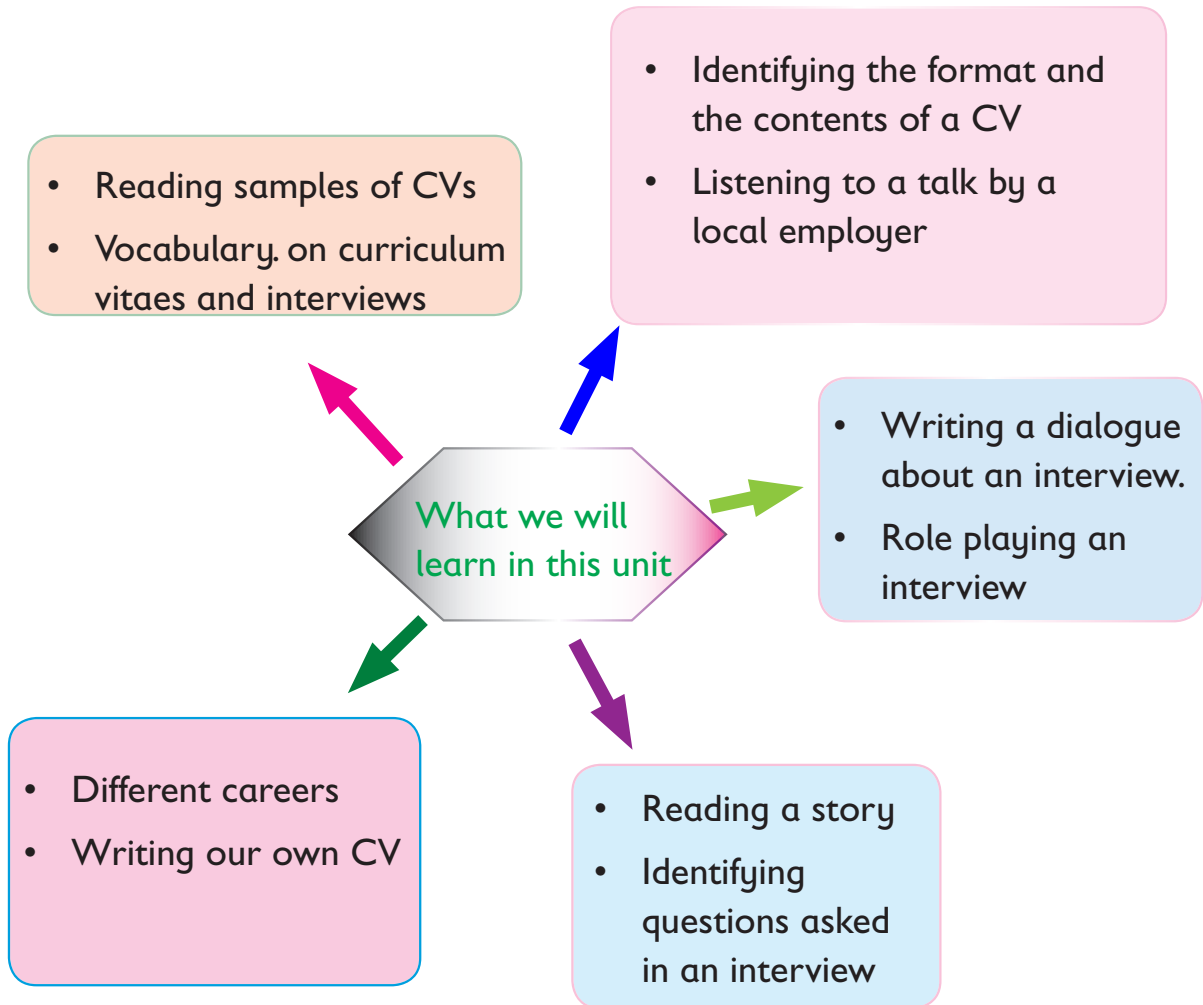 • Identifying the format and
the contents of a CV
• Listening to a talk by a
local employer
• Reading samples of CVs
• Vocabulary. on curriculum
vitaes and interviews
• Writing a dialogue
about an interview.
• Role playing an
interview
What we will
learn in this unit
• Different careers
• Writing our own CV
• Reading a story
• Identifying
questions asked
in an interview